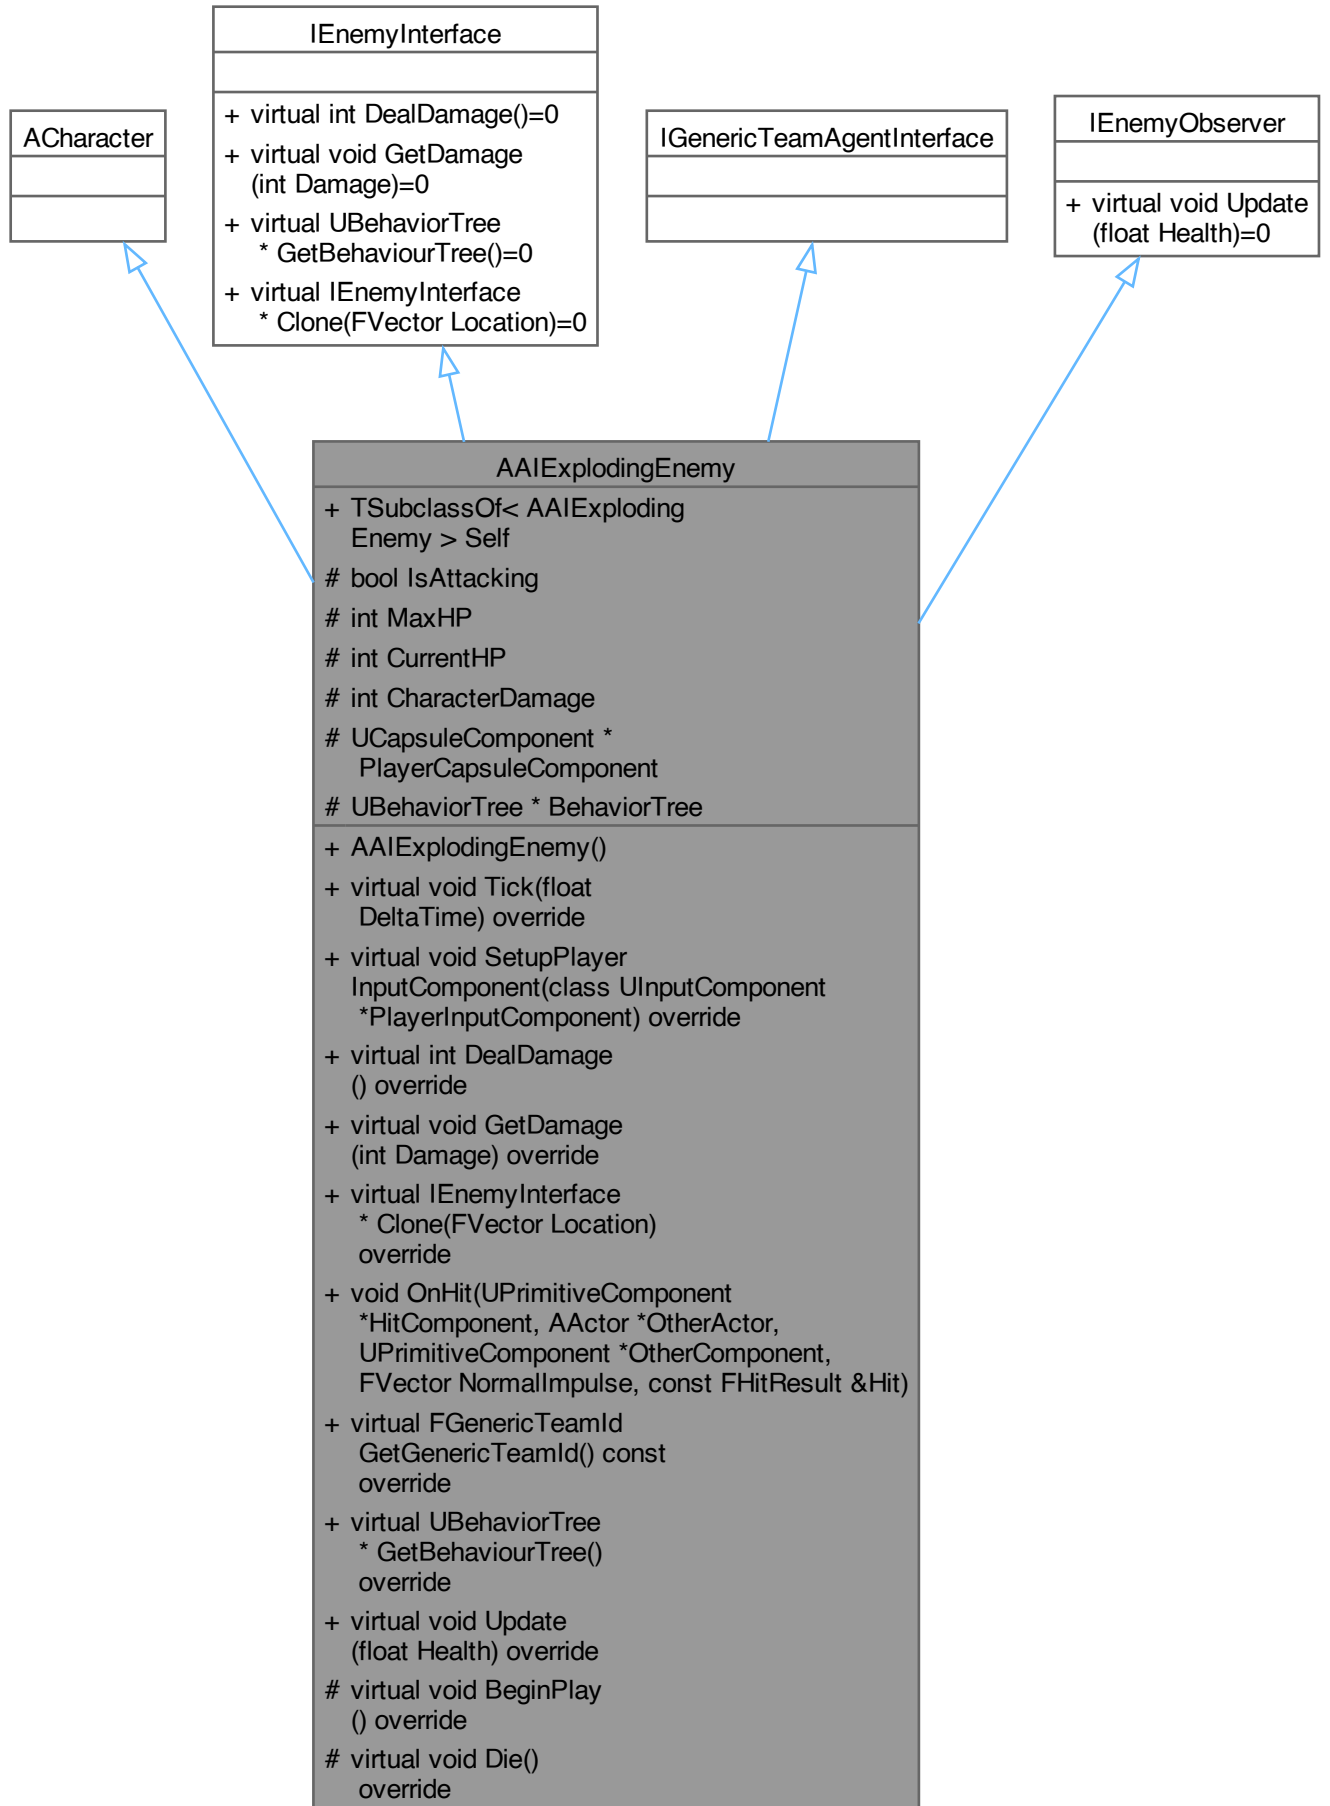 IEnemyInterface
+ virtual int DealDamage()=0
+ virtual void GetDamage
(int Damage)=0
+ virtual UBehaviorTree
* GetBehaviourTree()=0
+ virtual IEnemyInterface
* Clone(FVector Location)=0
ACharacter
IGenericTeamAgentInterface
IEnemyObserver
+ virtual void Update
(float Health)=0
AAIExplodingEnemy
+ TSubclassOf< AAIExploding
Enemy > Self
# bool IsAttacking
# int MaxHP
# int CurrentHP
# int CharacterDamage
# UCapsuleComponent *
PlayerCapsuleComponent
# UBehaviorTree * BehaviorTree
+ AAIExplodingEnemy()
+ virtual void Tick(float
DeltaTime) override
+ virtual void SetupPlayer
InputComponent(class UInputComponent
*PlayerInputComponent) override
+ virtual int DealDamage
() override
+ virtual void GetDamage
(int Damage) override
+ virtual IEnemyInterface
* Clone(FVector Location)
override
+ void OnHit(UPrimitiveComponent
*HitComponent, AActor *OtherActor,
UPrimitiveComponent *OtherComponent,
FVector NormalImpulse, const FHitResult &Hit)
+ virtual FGenericTeamId
GetGenericTeamId() const
override
+ virtual UBehaviorTree
* GetBehaviourTree()
override
+ virtual void Update
(float Health) override
# virtual void BeginPlay
() override
# virtual void Die()
override